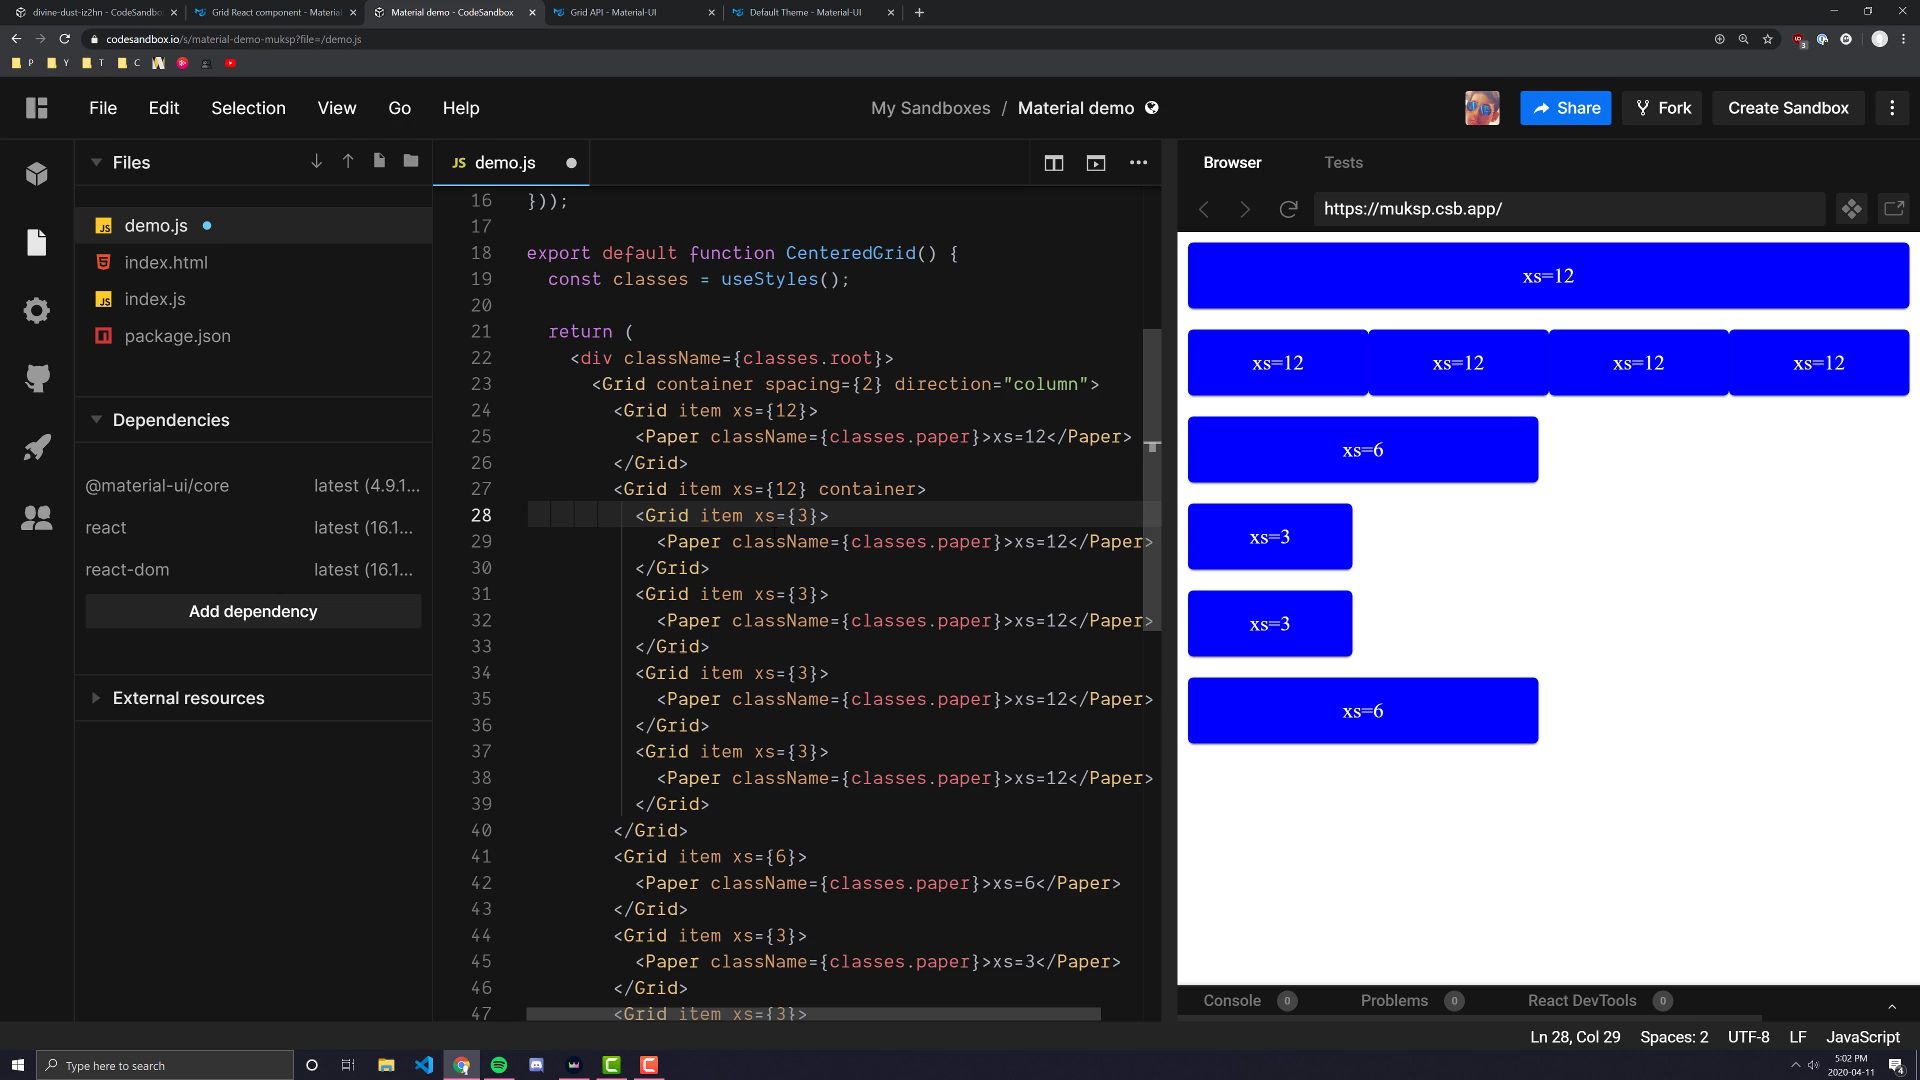 divine-dust-iz2hn - CodeSandbo
Grid React component - Material
Material demo - CodeSandbox
Grid API - Material-UI
Default Theme - Material-UI
codesandbox.io/s/material-demo-muksp?file=/demo.js
P Y T C
File Edit Selection View Go Help
My Sandboxes / Material demo
Share Fork Create Sandbox
Files
demo.js
index.html
index.js
package.json
Dependencies
@material-ui/core latest (4.9.1...
react latest (16.1...
react-dom latest (16.1...
Add dependency
External resources
JS demo.js
16 }));
17
18 export default function CenteredGrid() {
19 const classes = useStyles();
20
21 return (
22 <div className={classes.root}>
23 <Grid container spacing={2} direction="column">
24 <Grid item xs={12}>
25 <Paper className={classes.paper}>xs=12</Paper>
26 </Grid>
27 <Grid item xs={12} container>
28 <Grid item xs={3}>
29 <Paper className={classes.paper}>xs=12</Paper>
30 </Grid>
31 <Grid item xs={3}>
32 <Paper className={classes.paper}>xs=12</Paper>
33 </Grid>
34 <Grid item xs={3}>
35 <Paper className={classes.paper}>xs=12</Paper>
36 </Grid>
37 <Grid item xs={3}>
38 <Paper className={classes.paper}>xs=12</Paper>
39 </Grid>
40 </Grid>
41 <Grid item xs={6}>
42 <Paper className={classes.paper}>xs=6</Paper>
43 </Grid>
44 <Grid item xs={3}>
45 <Paper className={classes.paper}>xs=3</Paper>
46 </Grid>
47 <Grid item xs={3}>
Browser Tests
https://muksp.csb.app/
xs=12
xs=12 xs=12 xs=12 xs=12
xs=6
xs=3
xs=3
xs=6
Console 0 Problems 0 React DevTools 0
Ln 28, Col 29 Spaces: 2 UTF-8 LF JavaScript
Type here to search
5:02 PM
2020-04-11